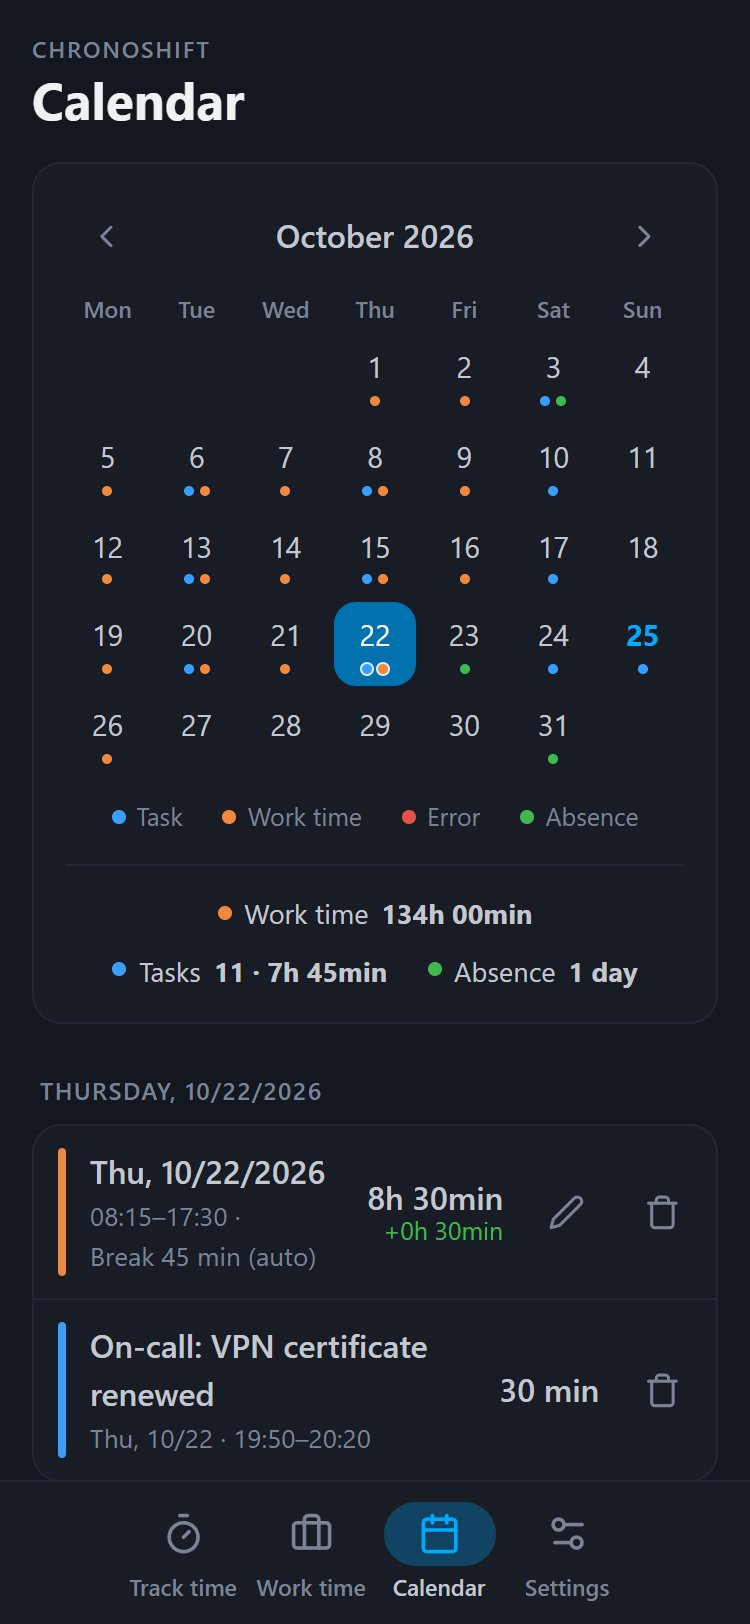 CHRONOSHIFT
Calendar
October 2026
Mon Tue Wed Thu Fri Sat Sun
1 2 3 4
5 6 7 8 9 10 11
12 13 14 15 16 17 18
19 20 21 22 23 24 25
26 27 28 29 30 31
Task Work time Error Absence
Work time 134h 00min
Tasks 11 · 7h 45min Absence 1 day
THURSDAY, 10/22/2026
Thu, 10/22/2026
08:15–17:30 ·
Break 45 min (auto)
8h 30min
+0h 30min
On-call: VPN certificate
renewed
Thu, 10/22 · 19:50–20:20
30 min
Track time Work time Calendar Settings